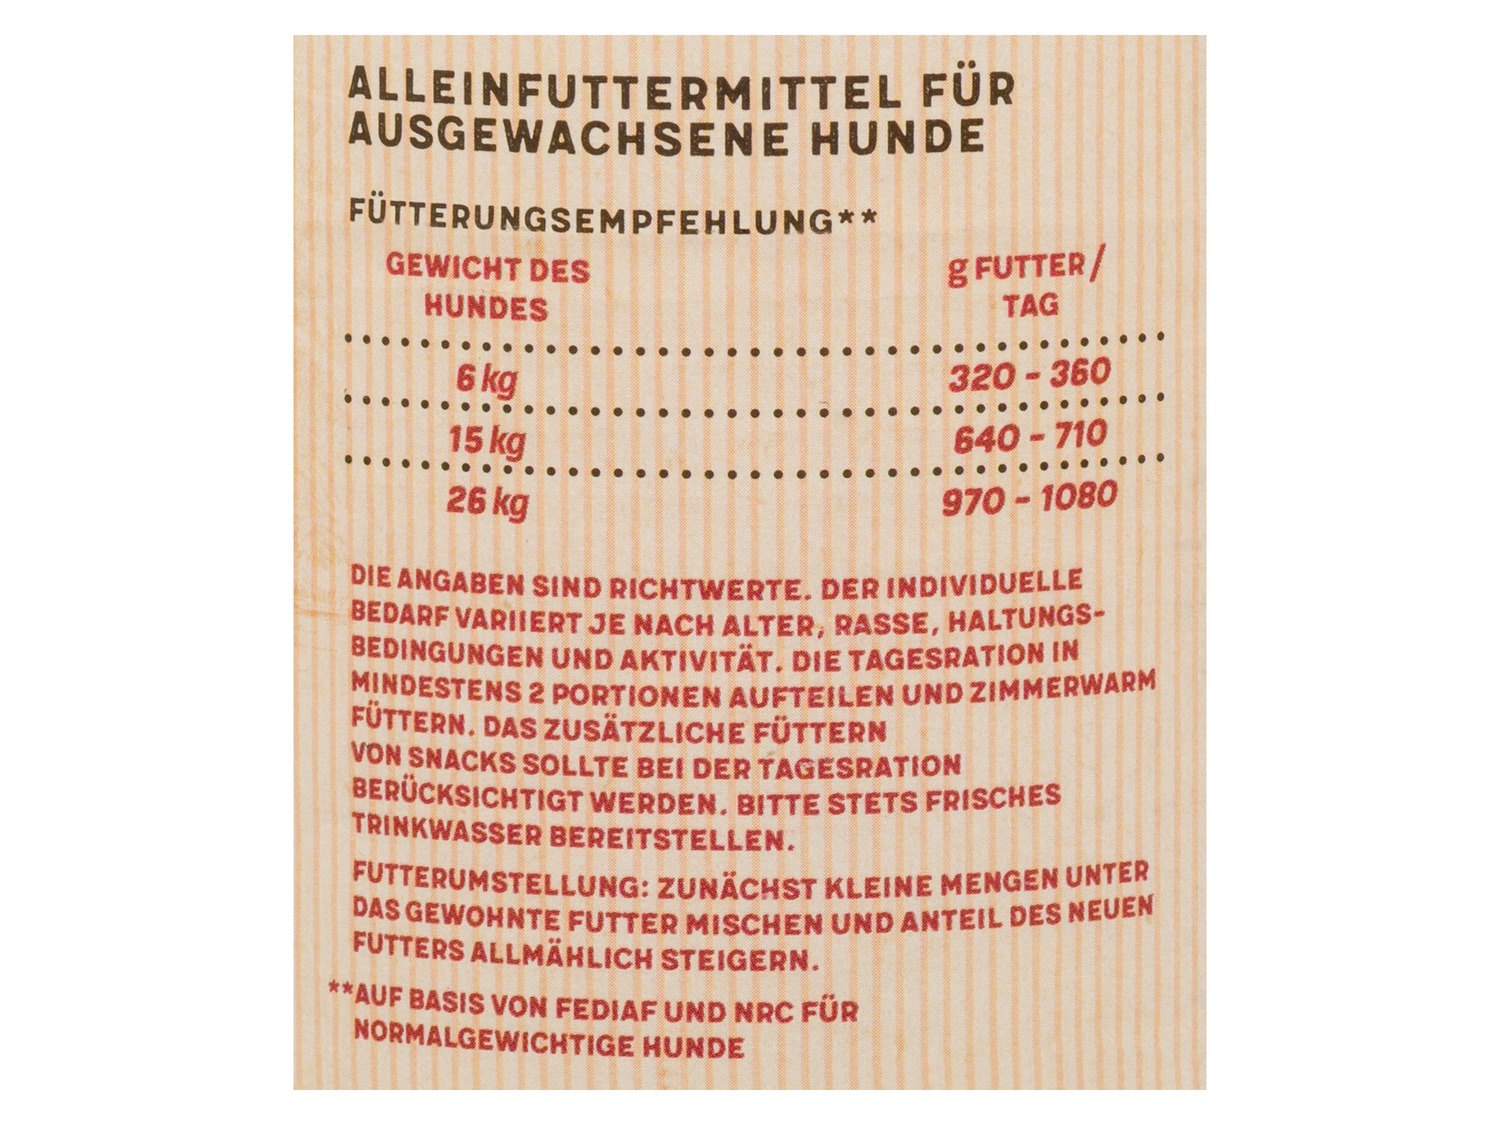 ALLEINFUTTERMITTEL FÜR
AUSGEWACHSENE HUNDE
FÜTTERUNGSEMPFEHLUNG**
GEWICHT DES HUNDES g FUTTER/ TAG
6 kg 320 - 360
15 kg 640 - 710
26 kg 970 - 1080
DIE ANGABEN SIND RICHTWERTE. DER INDIVIDUELLE
BEDARF VARIIERT JE NACH ALTER, RASSE, HALTUNGS-
BEDINGUNGEN UND AKTIVITÄT. DIE TAGESRATION IN
MINDESTENS 2 PORTIONEN AUFTEILEN UND ZIMMERWARM
FÜTTERN. DAS ZUSÄTZLICHE FÜTTERN
VON SNACKS SOLLTE BEI DER TAGESRATION
BERÜCKSICHTIGT WERDEN. BITTE STETS FRISCHES
TRINKWASSER BEREITSTELLEN.
FUTTERUMSTELLUNG: ZUNÄCHST KLEINE MENGEN UNTER
DAS GEWOHNTE FUTTER MISCHEN UND ANTEIL DES NEUEN
FUTTERS ALLMÄHLICH STEIGERN.
**AUF BASIS VON FEDIAF UND NRC FÜR
NORMALGEWICHTIGE HUNDE